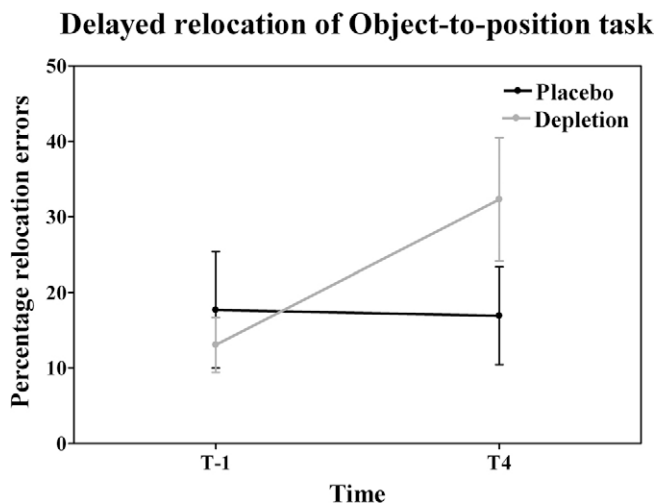 Delayed relocation of Object-to-position task
Percentage relocation errors
50
40
30
20
10
0
Placebo
Depletion
T-1
T4
Time